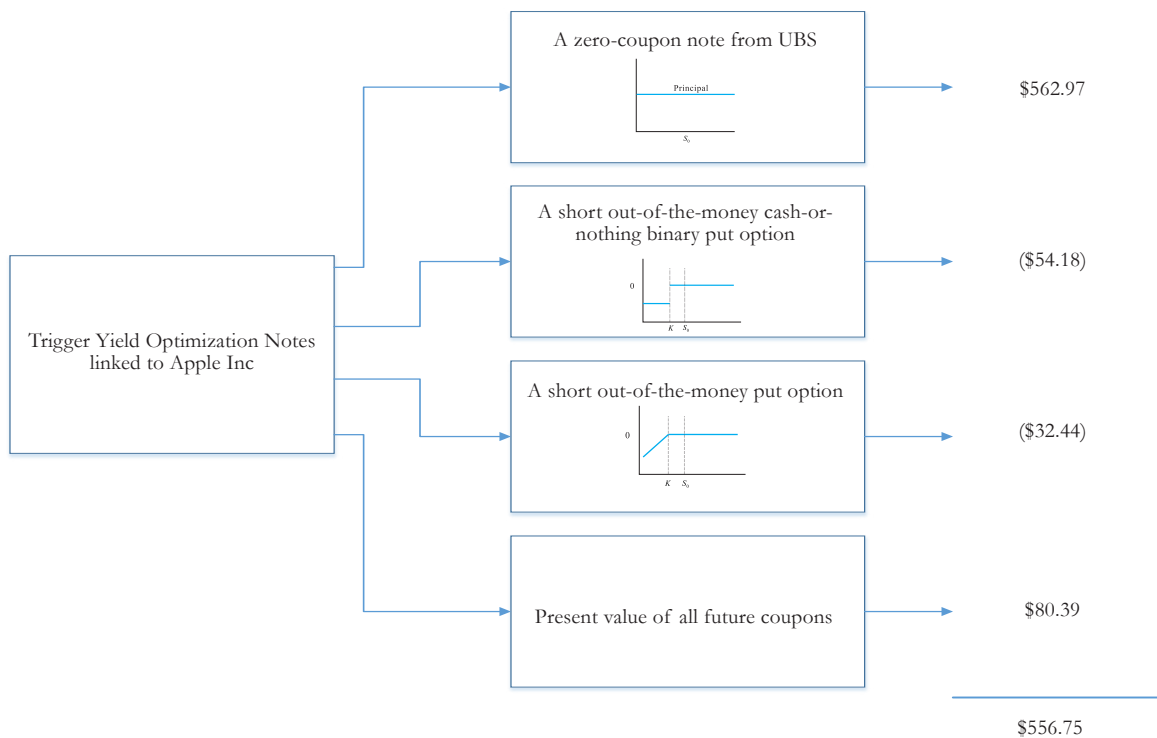 A zero-coupon note from UBS
Principal
S0
$562.97
A short out-of-the-money cash-or-
nothing binary put option
0
K
S0
($54.18)
Trigger Yield Optimization Notes
linked to Apple Inc
A short out-of-the-money put option
0
K
S0
($32.44)
Present value of all future coupons
$80.39
$556.75